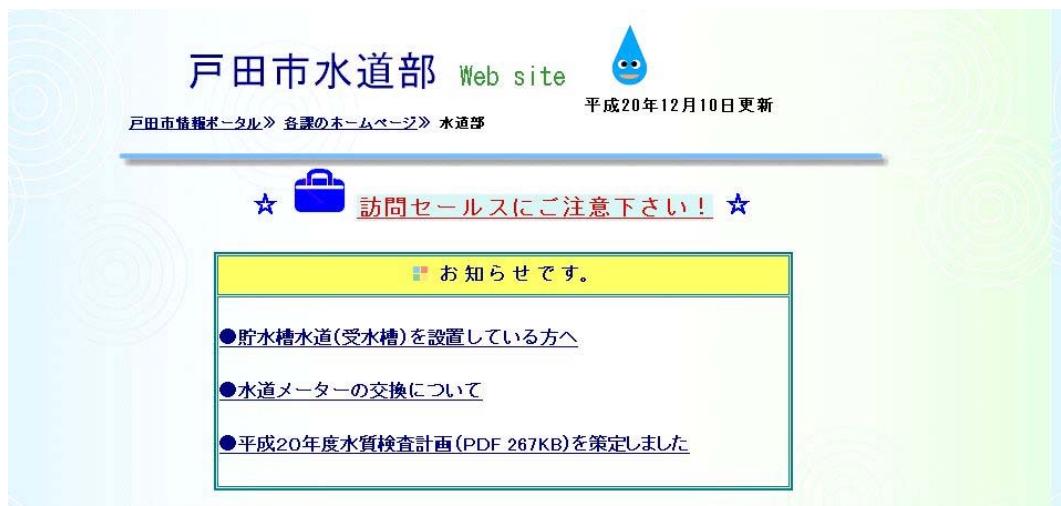 戸田市水道部 Web site
平成20年12月10日更新
戸田市情報ポータル》 各課のホームページ》 水道部
☆ 訪問セールスにご注意下さい! ☆
お知らせです。
●貯水槽水道(受水槽)を設置している方へ
●水道メーターの交換について
●平成20年度水質検査計画(PDF 267KB)を策定しました